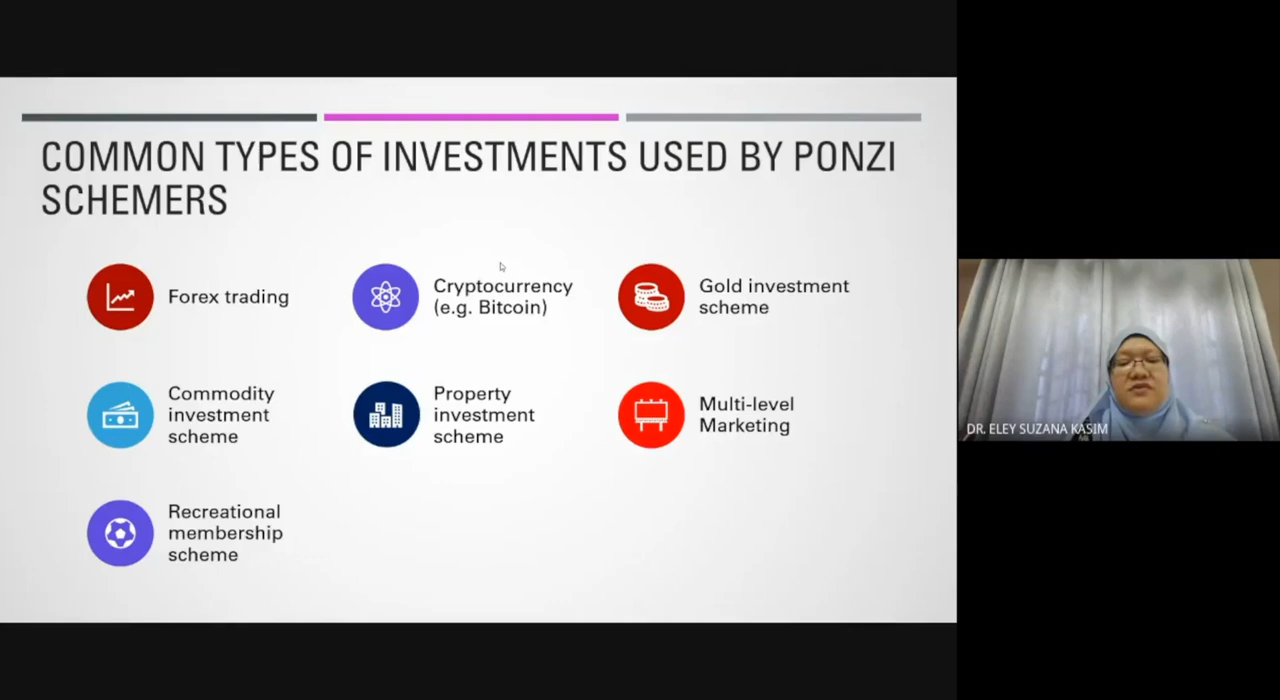 COMMON TYPES OF INVESTMENTS USED BY PONZI
SCHEMERS
Forex trading
Cryptocurrency
(e.g. Bitcoin)
Gold investment
scheme
Commodity
investment
scheme
Property
investment
scheme
Multi-level
Marketing
Recreational
membership
scheme
DR. ELEY SUZANA KASIM